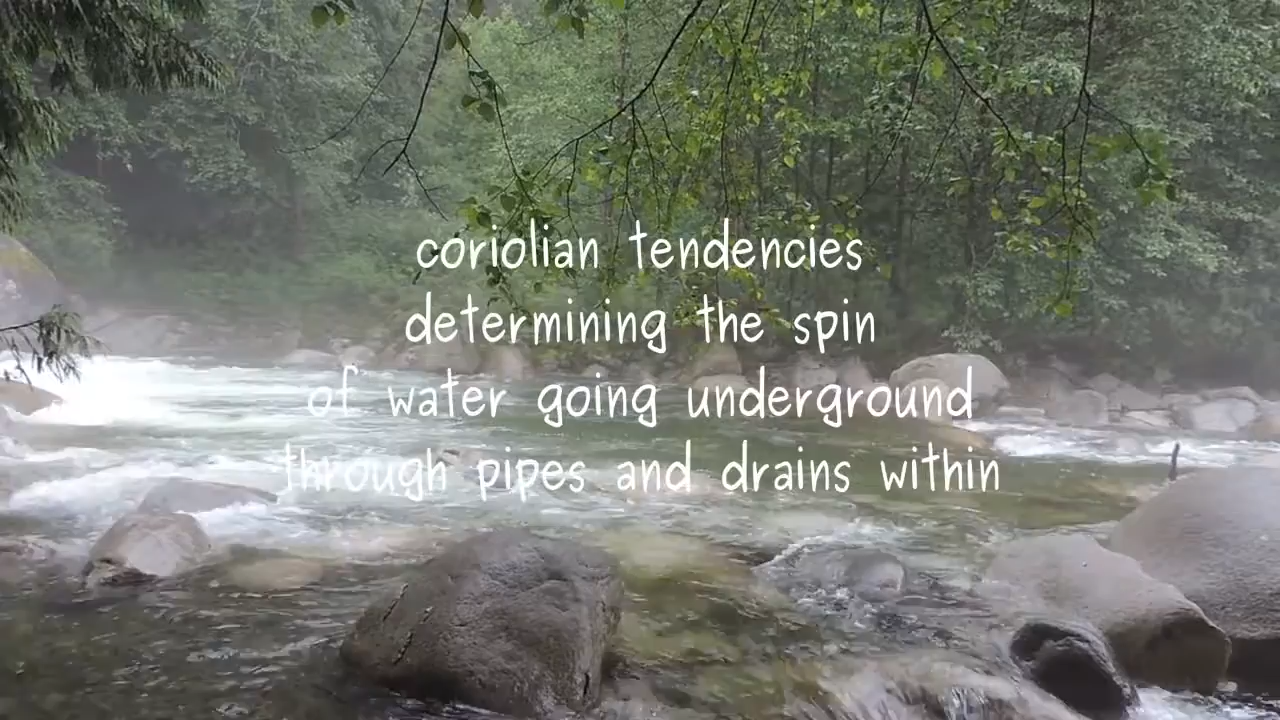 coriolian tendencies
determining the spin
of water going underground
through pipes and drains within